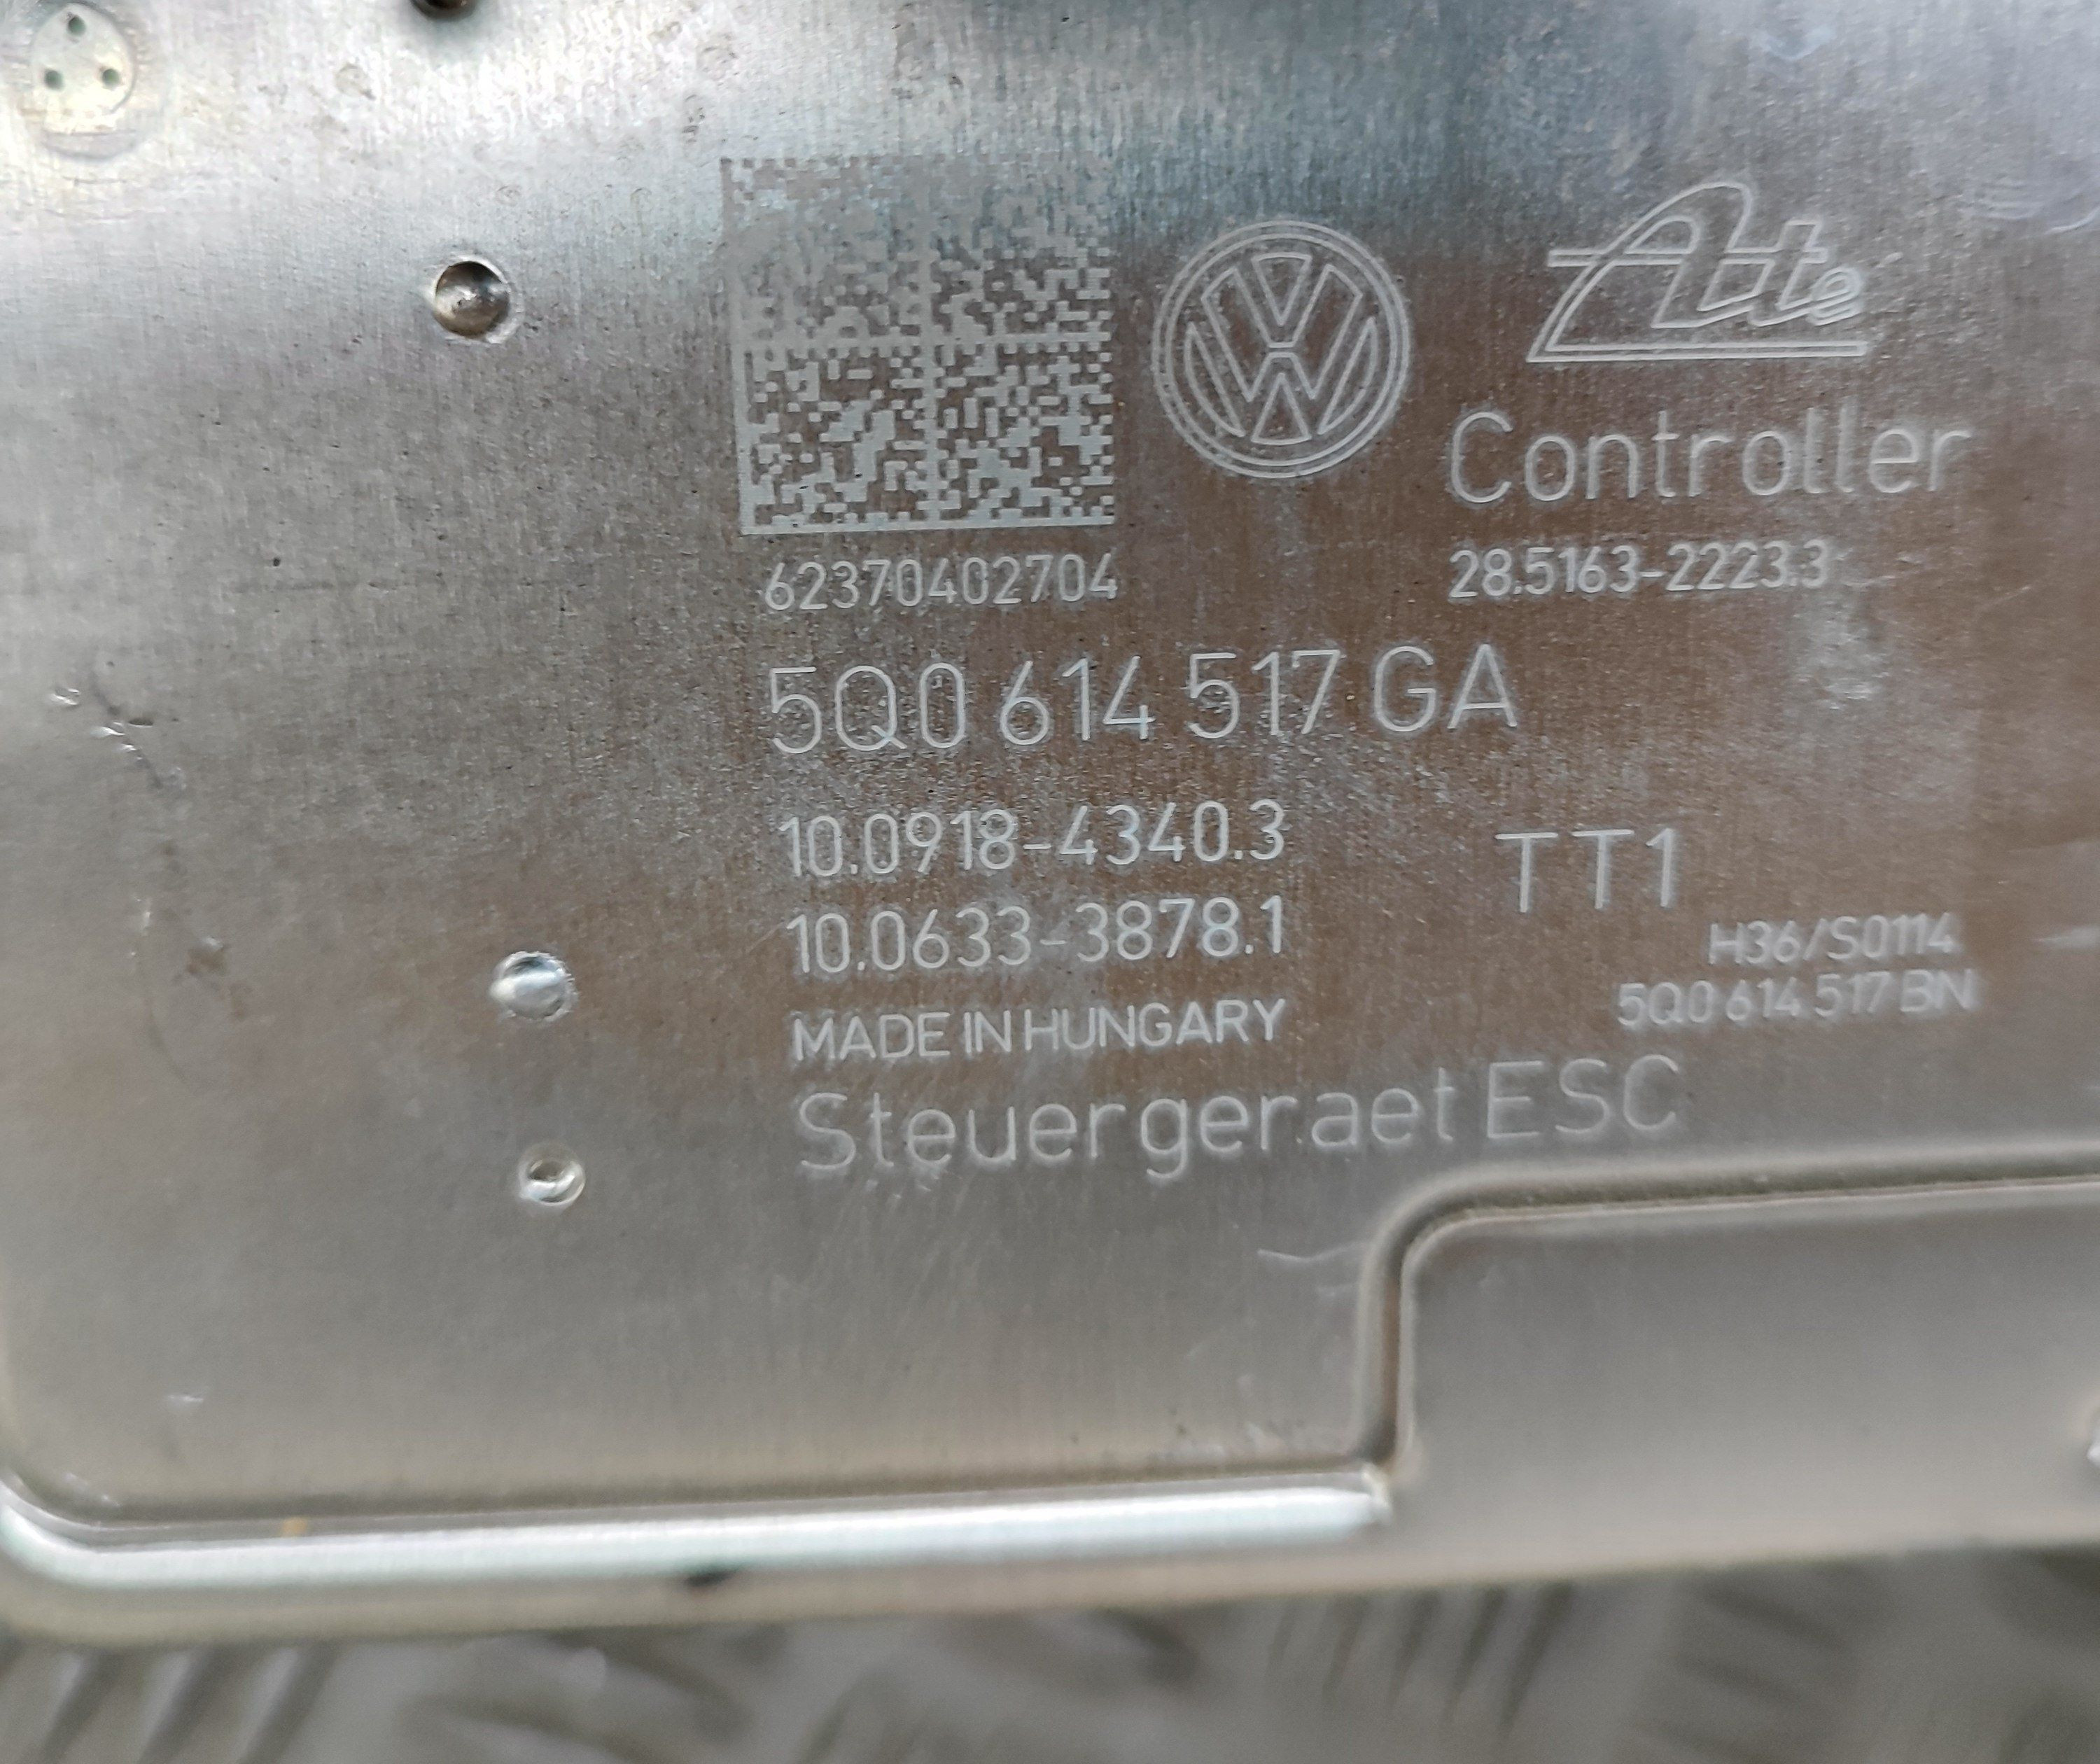 Ate
Controller
62370402704
28.5163-2223.3
5Q0 614 517 GA
10.0918-4340.3
TT1
10.0633-3878.1
H36/S0114
5Q0 614 517 BN
MADE IN HUNGARY
Steuergeraet ESC